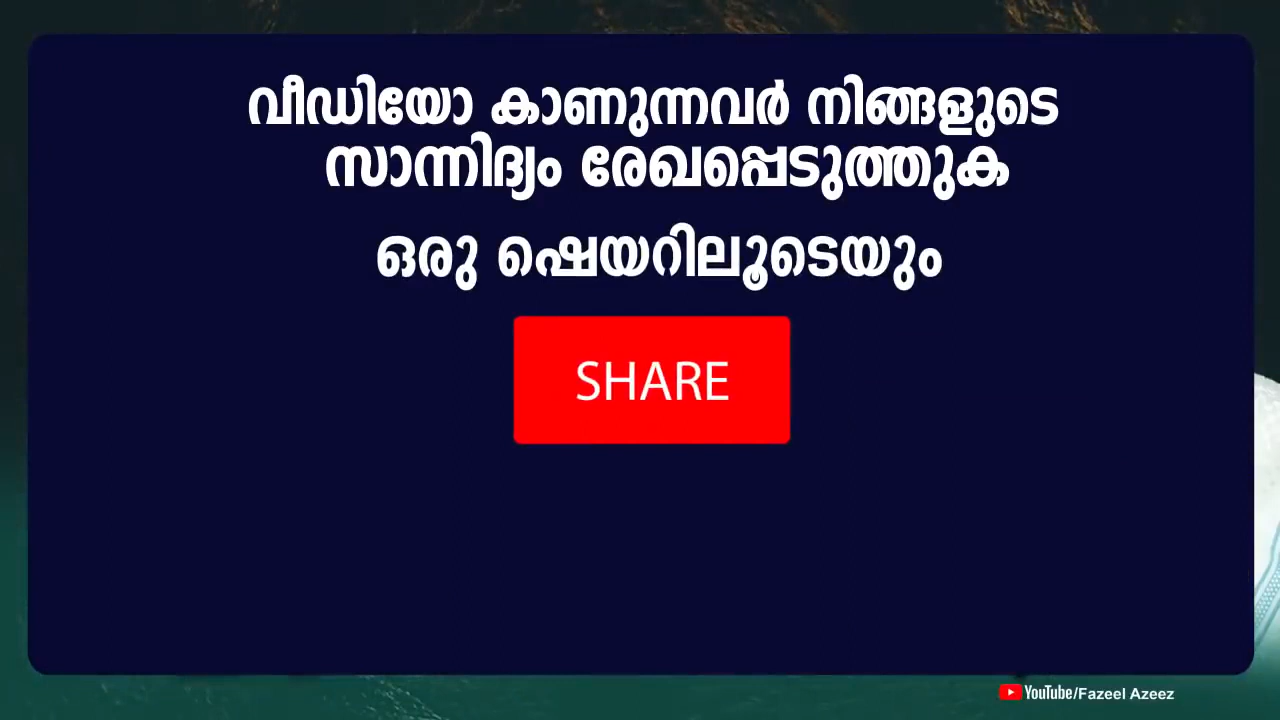 വീഡിയോ കാണുന്നവർ നിങ്ങളുടെ
സാന്നിദ്യം രേഖപ്പെടുത്തുക
ഒരു ഷെയറിലൂടെയും
SHARE
YouTube/Fazeel Azeez